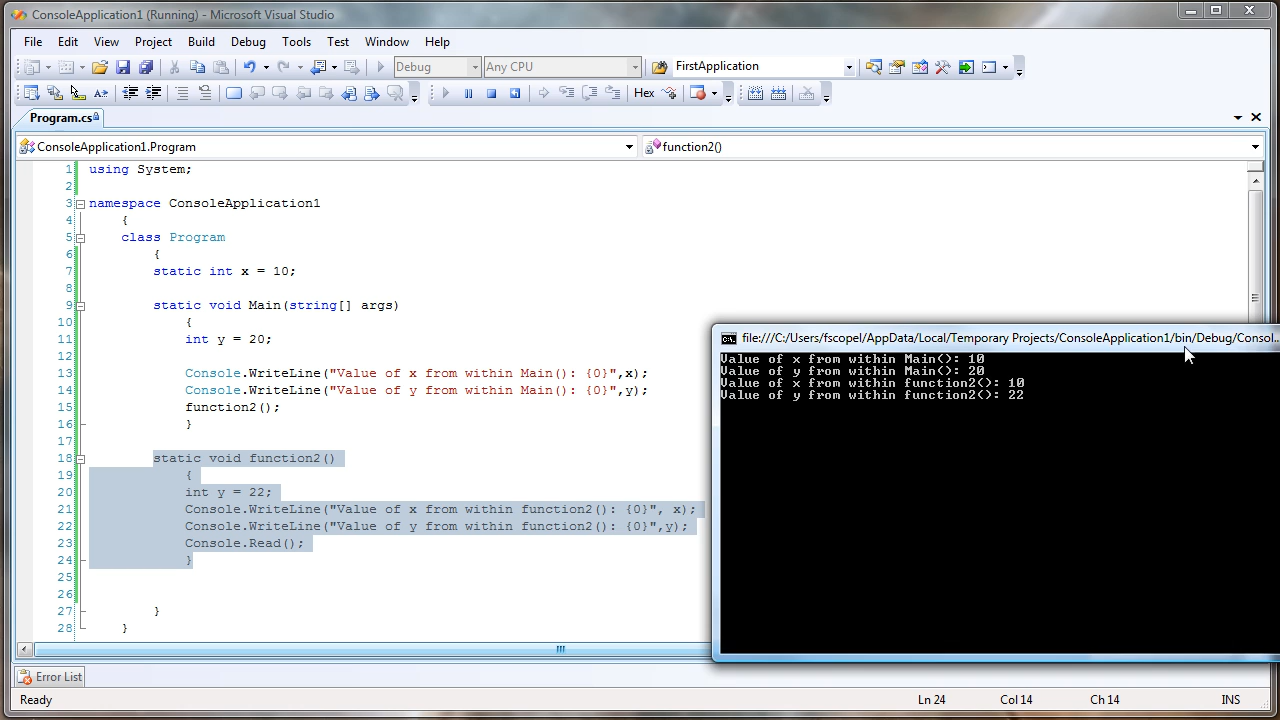 ConsoleApplication1 (Running) - Microsoft Visual Studio
File Edit View Project Build Debug Tools Test Window Help
Debug Any CPU FirstApplication
Hex
Program.cs
ConsoleApplication1.Program function2()
1 using System;
2
3 namespace ConsoleApplication1
4 {
5 class Program
6 {
7 static int x = 10;
8
9 static void Main(string[] args)
10 {
11 int y = 20;
12
13 Console.WriteLine("Value of x from within Main(): {0}",x);
14 Console.WriteLine("Value of y from within Main(): {0}",y);
15 function2();
16 }
17
18 static void function2()
19 {
20 int y = 22;
21 Console.WriteLine("Value of x from within function2(): {0}", x);
22 Console.WriteLine("Value of y from within function2(): {0}",y);
23 Console.Read();
24 }
25
26
27 }
28 }
file:///C:/Users/fscopel/AppData/Local/Temporary Projects/ConsoleApplication1/bin/Debug/Consol...
Value of x from within Main(): 10
Value of y from within Main(): 20
Value of x from within function2(): 10
Value of y from within function2(): 22
Error List
Ready Ln 24 Col 14 Ch 14 INS